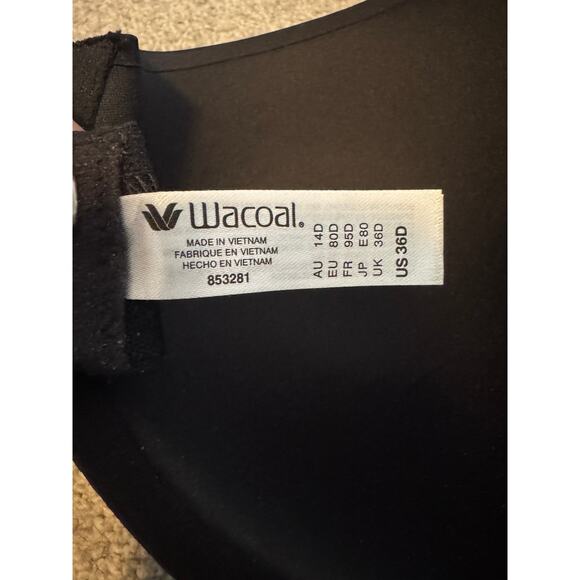 Wacoal®
MADE IN VIETNAM
FABRIQUE EN VIETNAM
HECHO EN VIETNAM
853281
AU 14D
EU 80D
FR 95D
JP E80
UK 36D
US 36D